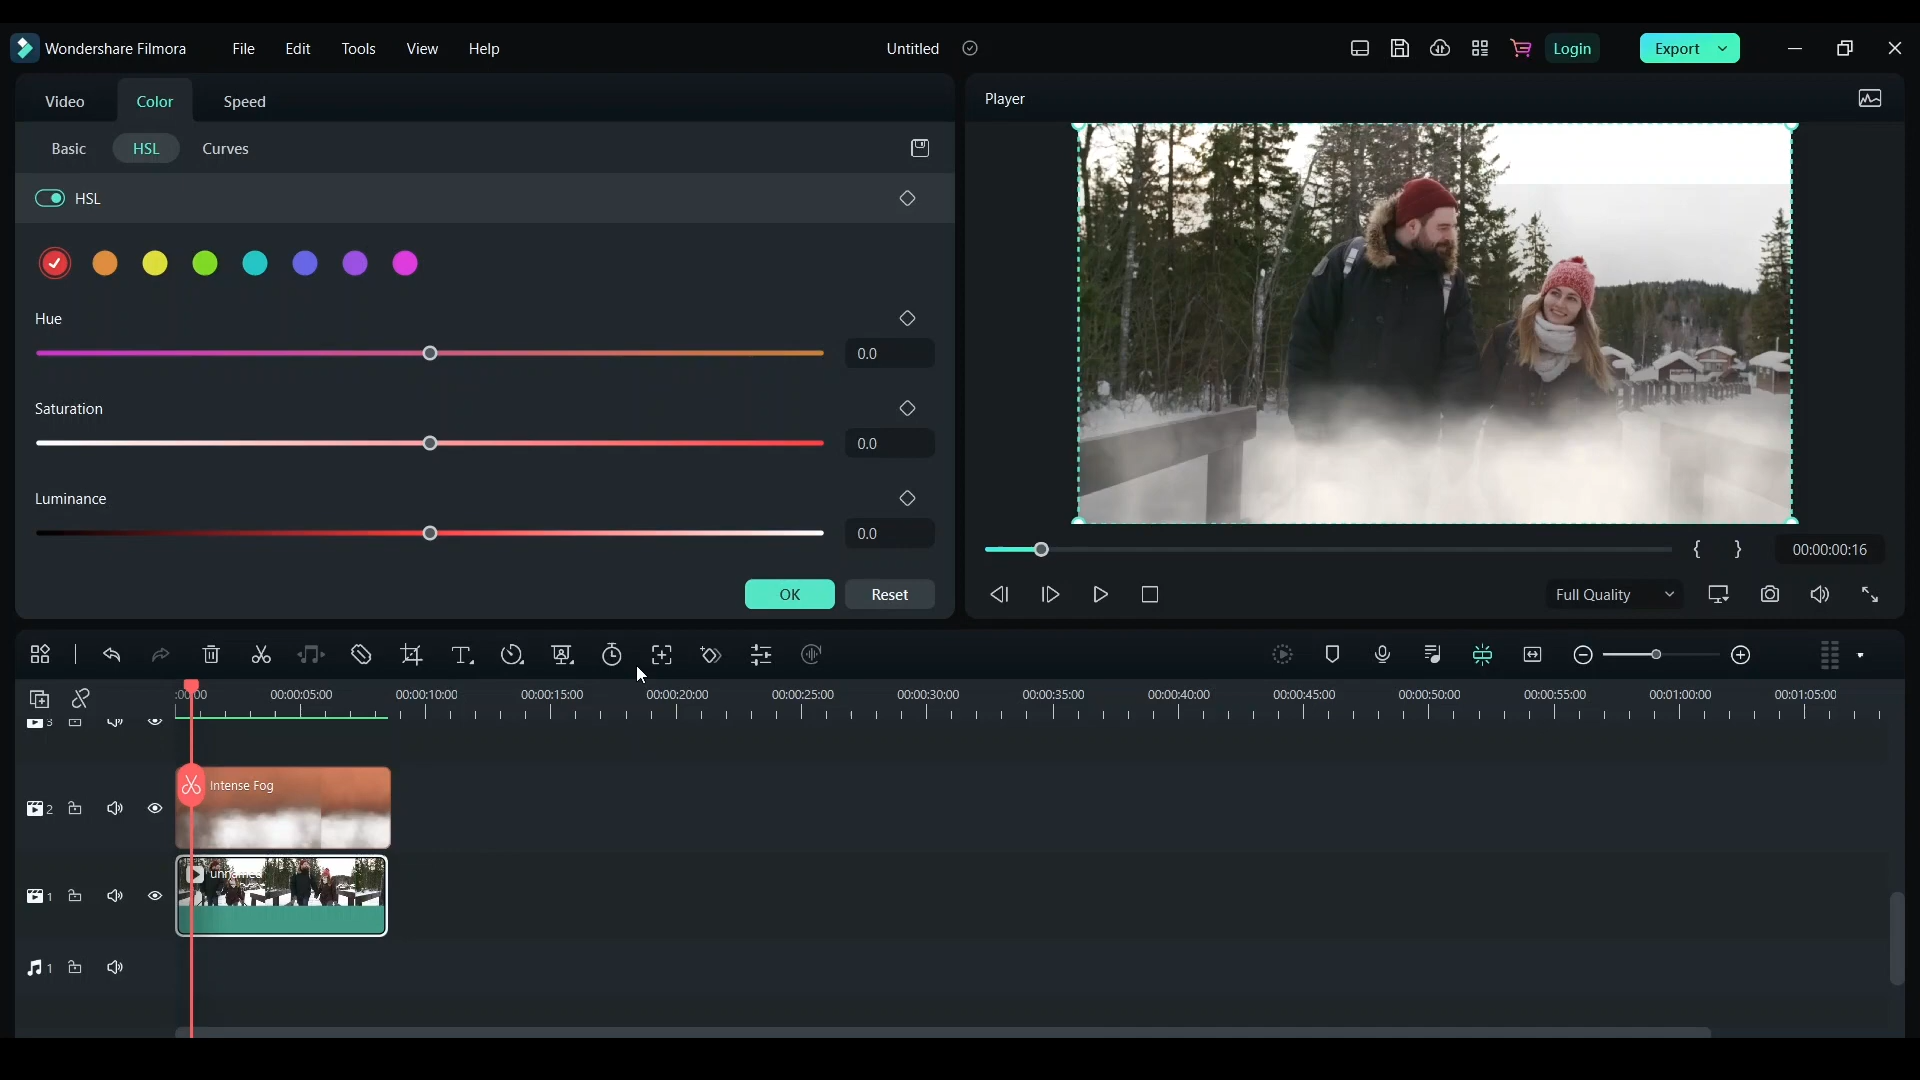 Wondershare Filmora File Edit Tools View Help Untitled Login Export
Video Color Speed
Player
Basic HSL Curves
HSL
Hue
0.0
Saturation
0.0
Luminance
0.0
00:00:00:16
OK Reset
Full Quality
:00:00 00:00:05:00 00:00:10:00 00:00:15:00 00:00:20:00 00:00:25:00 00:00:30:00 00:00:35:00 00:00:40:00 00:00:45:00 00:00:50:00 00:00:55:00 00:01:00:00 00:01:05:00
3
Intense Fog
2
unnamed
1
1